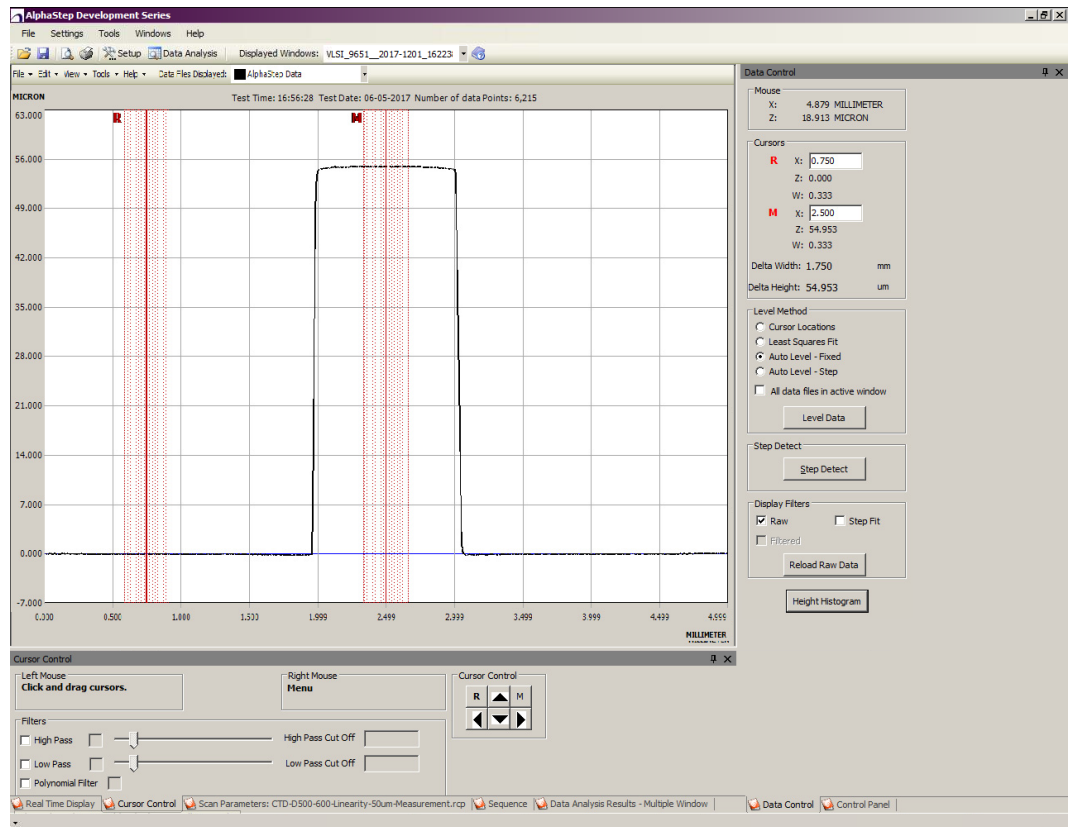 AlphaStep Development Series
File Settings Tools Windows Help
Setup Data Analysis Displayed Windows: VLSI_9651__2017-1201_16223
File Edit View Tools Help Data Files Displayed: AlphaStep Data
MICRON
Test Time: 16:56:28 Test Date: 06-05-2017 Number of data Points: 6,215
R M
63.000
56.000
49.000
42.000
35.000
28.000
21.000
14.000
7.000
0.000
-7.000
0.000 0.500 1.000 1.500 1.999 2.499 2.999 3.499 3.999 4.499 4.999
MILLIMETER
Data Control
Mouse
X: 4.879 MILLIMETER
Z: 18.913 MICRON
Cursors
R X: 0.750
Z: 0.000
W: 0.333
M X: 2.500
Z: 54.953
W: 0.333
Delta Width: 1.750 mm
Delta Height: 54.953 um
Level Method
Cursor Locations
Least Squares Fit
Auto Level - Fixed
Auto Level - Step
All data files in active window
Level Data
Step Detect
Step Detect
Display Filters
Raw Step Fit
Filtered
Reload Raw Data
Height Histogram
Cursor Control
Left Mouse
Click and drag cursors.
Right Mouse
Menu
Cursor Control
R M
Filters
High Pass High Pass Cut Off
Low Pass Low Pass Cut Off
Polynomial Filter
Real Time Display Cursor Control Scan Parameters: CTD-D500-600-Linearity-50um-Measurement.rcp Sequence Data Analysis Results - Multiple Window
Data Control Control Panel